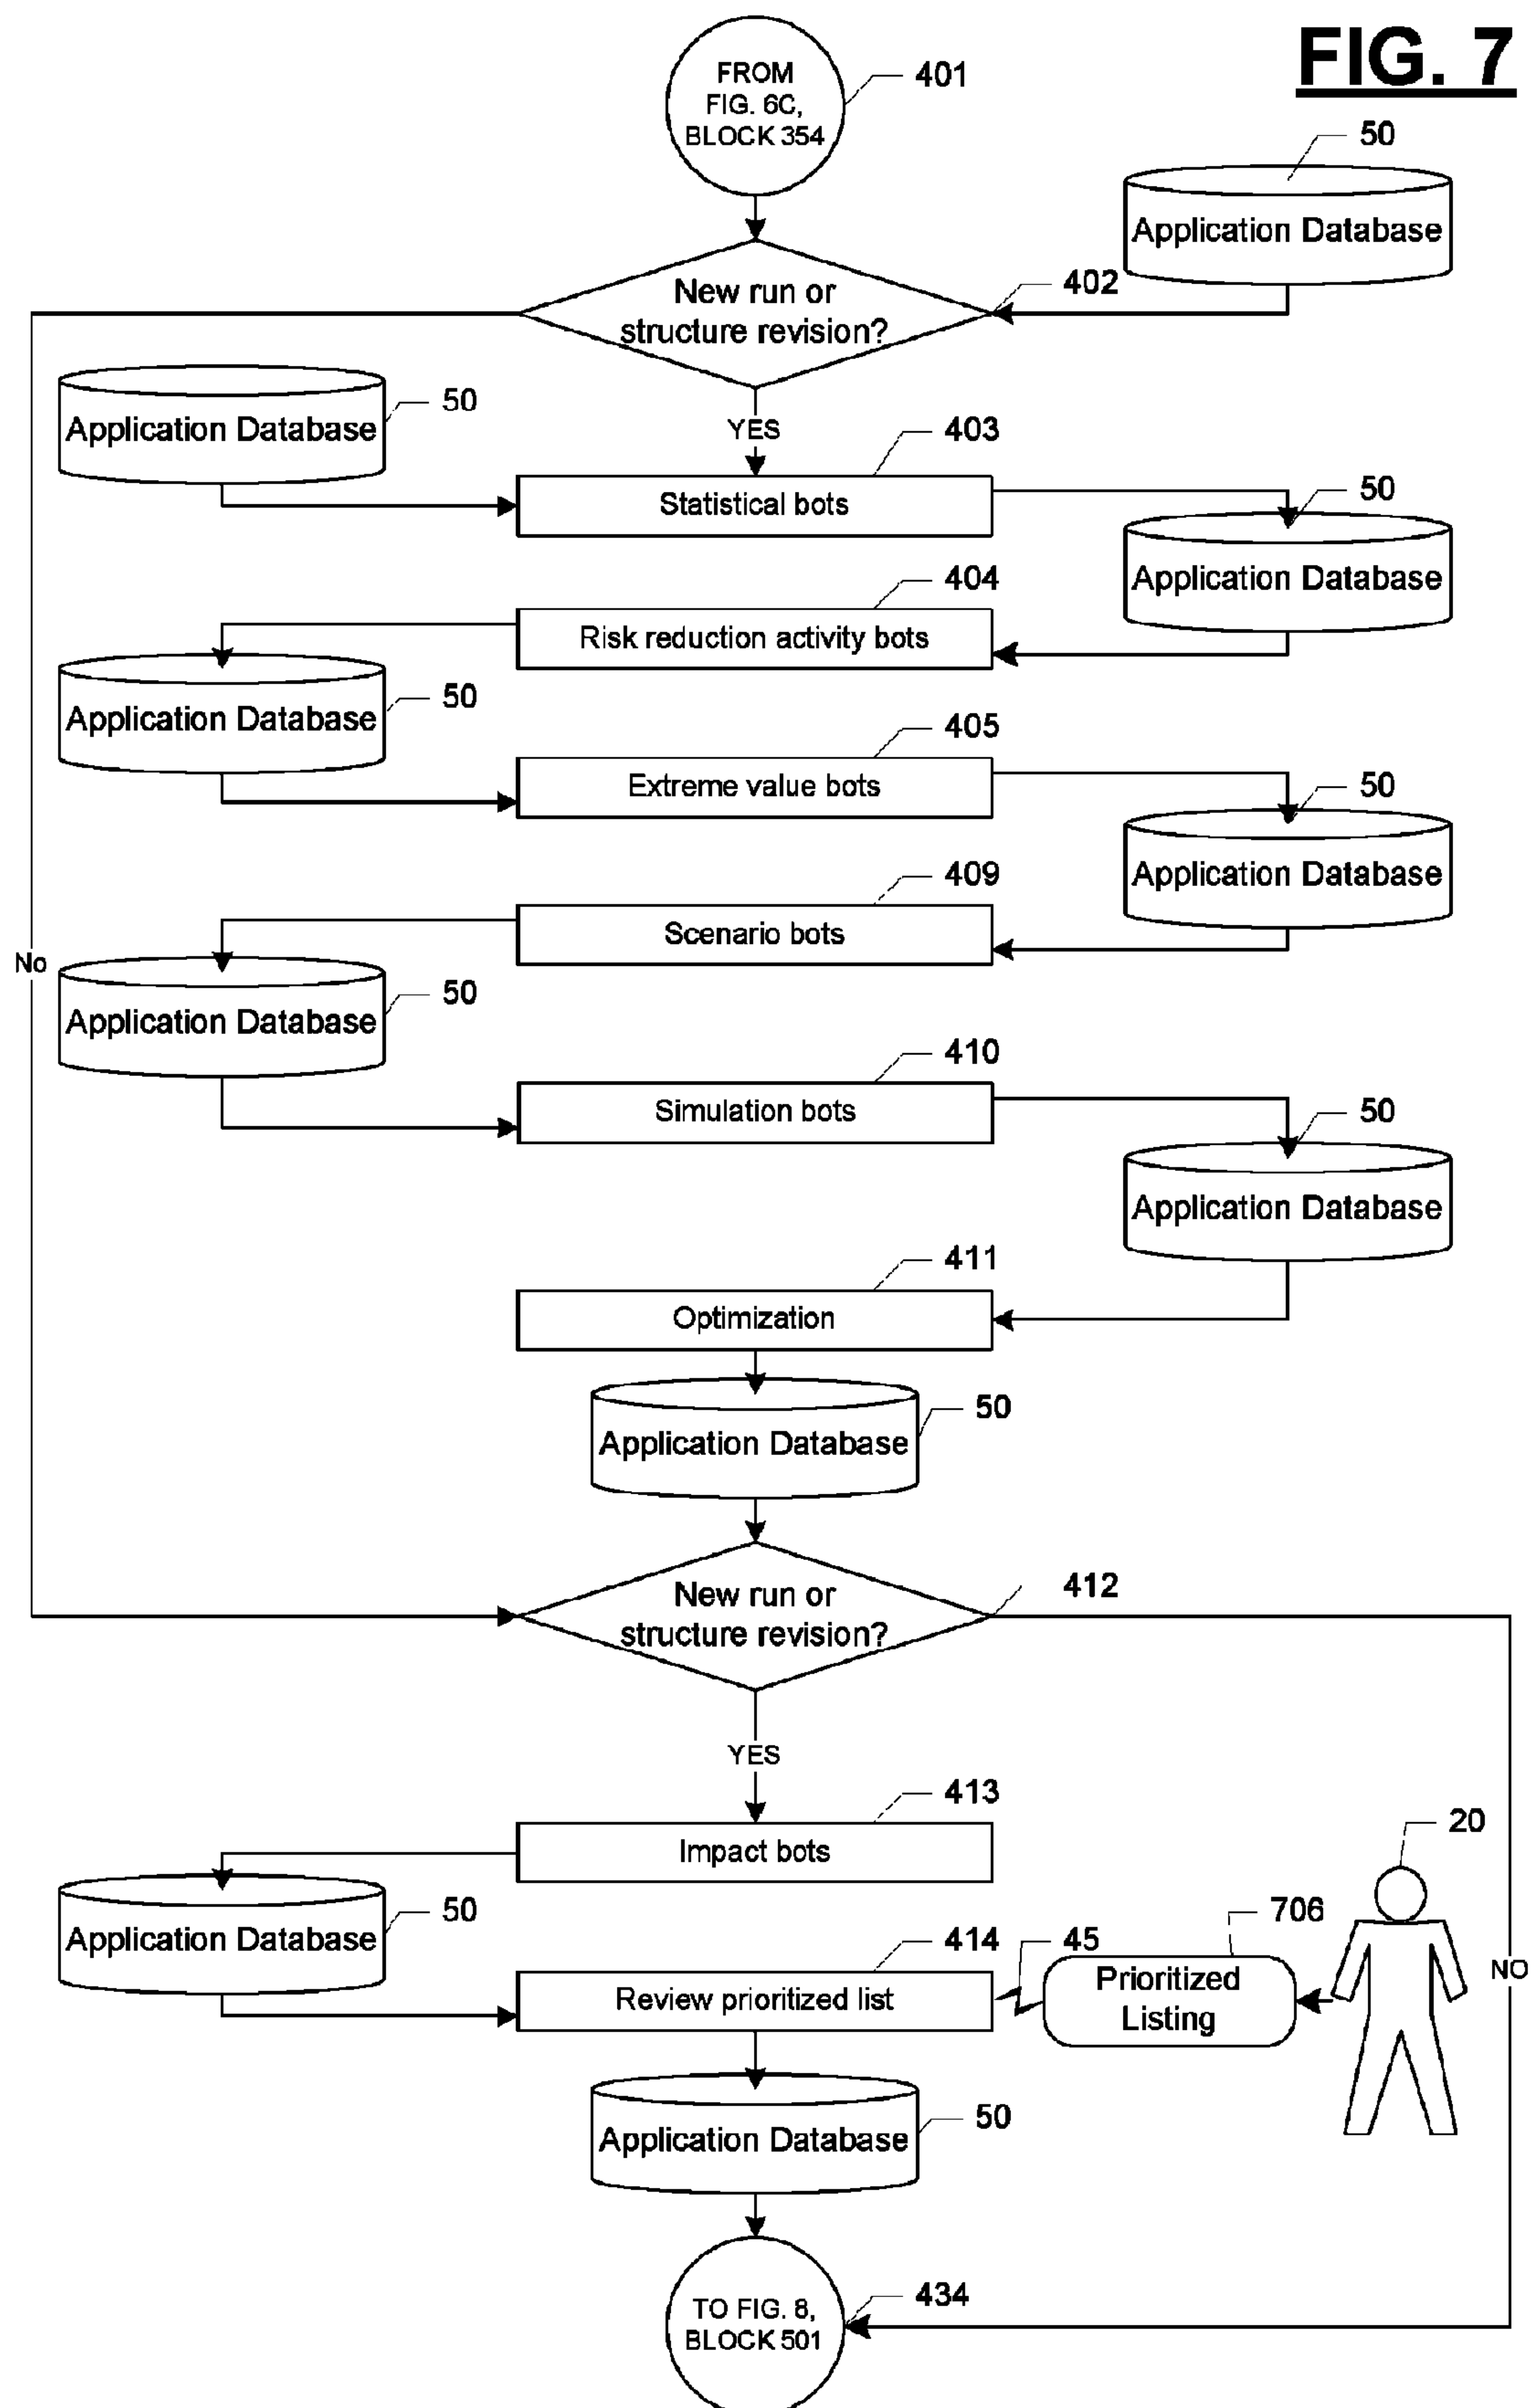 FIG. 7
FROM
FIG. 6C,
BLOCK 354
401
50
Application Database
New run or
structure revision?
402
Application Database
50
YES
403
Statistical bots
50
Application Database
404
Risk reduction activity bots
Application Database
50
405
Extreme value bots
50
Application Database
409
Scenario bots
No
Application Database
50
410
Simulation bots
50
Application Database
411
Optimization
Application Database
50
New run or
structure revision?
412
YES
413
Impact bots
20
Application Database
50
706
414
45
Review prioritized list
Prioritized
Listing
NO
Application Database
50
TO FIG. 8,
BLOCK 501
434